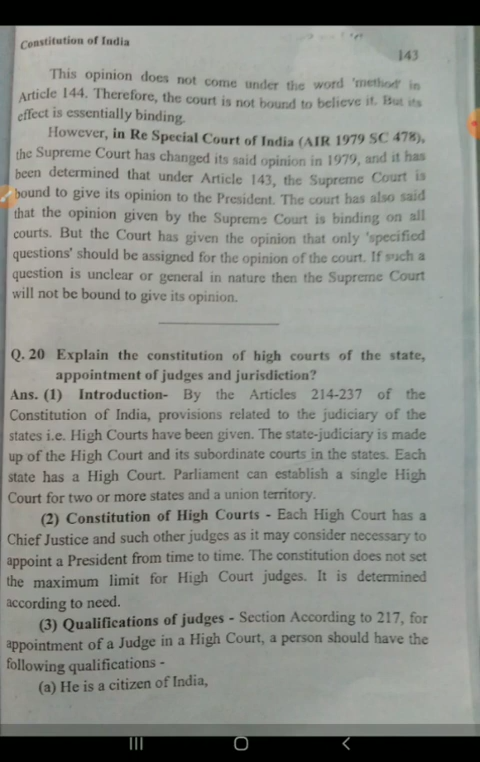 Constitution of India
143
This opinion does not come under the word 'method' in
Article 144. Therefore, the court is not bound to believe it. But its
effect is essentially binding.
However, in Re Special Court of India (AIR 1979 SC 478),
the Supreme Court has changed its said opinion in 1979, and it has
been determined that under Article 143, the Supreme Court is
bound to give its opinion to the President. The court has also said
that the opinion given by the Supreme Court is binding on all
courts. But the Court has given the opinion that only 'specified
questions' should be assigned for the opinion of the court. If such a
question is unclear or general in nature then the Supreme Court
will not be bound to give its opinion.
Q. 20 Explain the constitution of high courts of the state,
appointment of judges and jurisdiction?
Ans. (1) Introduction- By the Articles 214-237 of the
Constitution of India, provisions related to the judiciary of the
states i.e. High Courts have been given. The state-judiciary is made
up of the High Court and its subordinate courts in the states. Each
state has a High Court. Parliament can establish a single High
Court for two or more states and a union territory.
(2) Constitution of High Courts - Each High Court has a
Chief Justice and such other judges as it may consider necessary to
appoint a President from time to time. The constitution does not set
the maximum limit for High Court judges. It is determined
according to need.
(3) Qualifications of judges - Section According to 217, for
appointment of a Judge in a High Court, a person should have the
following qualifications -
(a) He is a citizen of India,